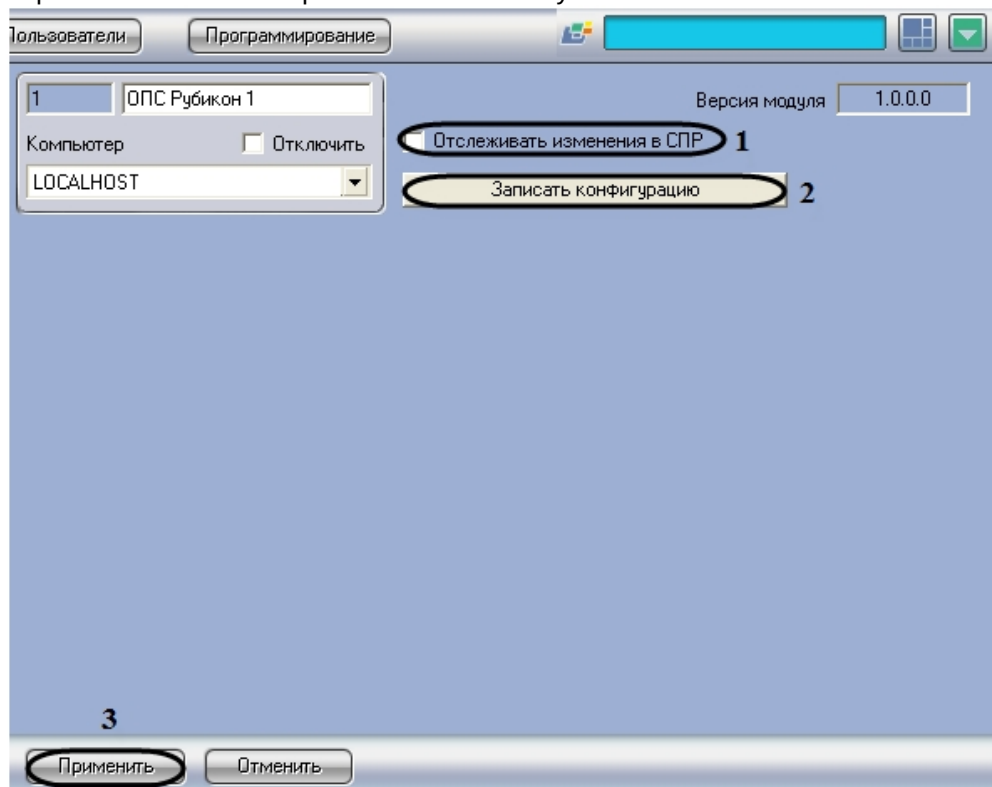 Пользователи Программирование
1 ОПС Рубикон 1
Версия модуля 1.0.0.0
Компьютер Отключить
Отслеживать изменения в СПР 1
LOCALHOST
Записать конфигурацию 2
3
Применить Отменить